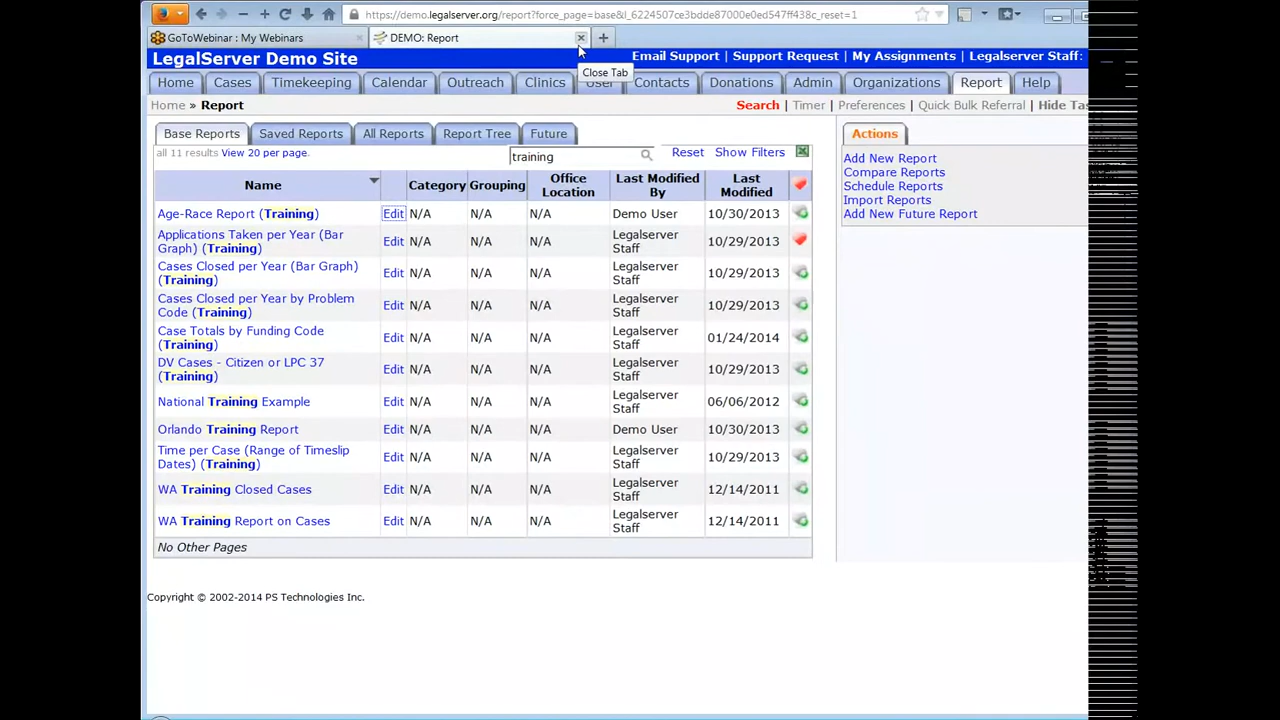 https://demo.legalserver.org/report?force_page=base&l_6224507ce3bdde87000e0ed547ff438c_reset=1
GoToWebinar : My Webinars
DEMO: Report
Close Tab
LegalServer Demo Site
Email Support | Support Request | My Assignments | Legalserver Staff:
Home Cases Timekeeping Calendar Outreach Clinics User Contacts Donations Admin Organizations Report Help
Home » Report
Search | Timer | Preferences | Quick Bulk Referral | Hide Ta
Base Reports Saved Reports All Reports Report Tree Future
Actions
all 11 results View 20 per page.
training
Reset Show Filters
Add New Report
Compare Reports
Schedule Reports
Import Reports
Add New Future Report
Name Category Grouping Office Location Last Modified By Last Modified
Age-Race Report (Training) Edit N/A N/A N/A Demo User 10/30/2013
Applications Taken per Year (Bar Graph) (Training) Edit N/A N/A N/A Legalserver Staff 10/29/2013
Cases Closed per Year (Bar Graph) (Training) Edit N/A N/A N/A Legalserver Staff 10/29/2013
Cases Closed per Year by Problem Code (Training) Edit N/A N/A N/A Legalserver Staff 10/29/2013
Case Totals by Funding Code (Training) Edit N/A N/A N/A Legalserver Staff 01/24/2014
DV Cases - Citizen or LPC 37 (Training) Edit N/A N/A N/A Legalserver Staff 10/29/2013
National Training Example Edit N/A N/A N/A Legalserver Staff 06/06/2012
Orlando Training Report Edit N/A N/A N/A Demo User 10/30/2013
Time per Case (Range of Timeslip Dates) (Training) Edit N/A N/A N/A Legalserver Staff 10/29/2013
WA Training Closed Cases Edit N/A N/A N/A Legalserver Staff 12/14/2011
WA Training Report on Cases Edit N/A N/A N/A Legalserver Staff 12/14/2011
No Other Pages
Copyright © 2002-2014 PS Technologies Inc.